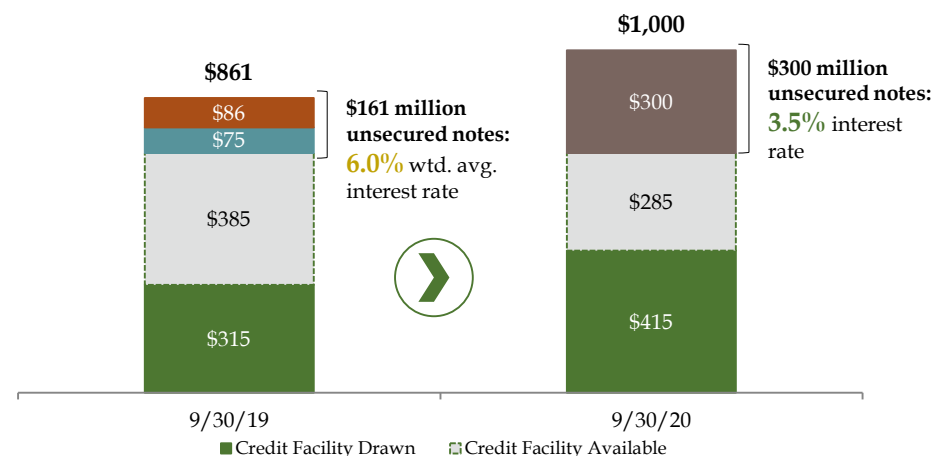 $861
$86
$75
$385
$315
$161 million
unsecured notes:
6.0% wtd. avg.
interest rate
$1,000
$300
$285
$415
$300 million
unsecured notes:
3.5% interest
rate
9/30/19
9/30/20
Credit Facility Drawn
Credit Facility Available